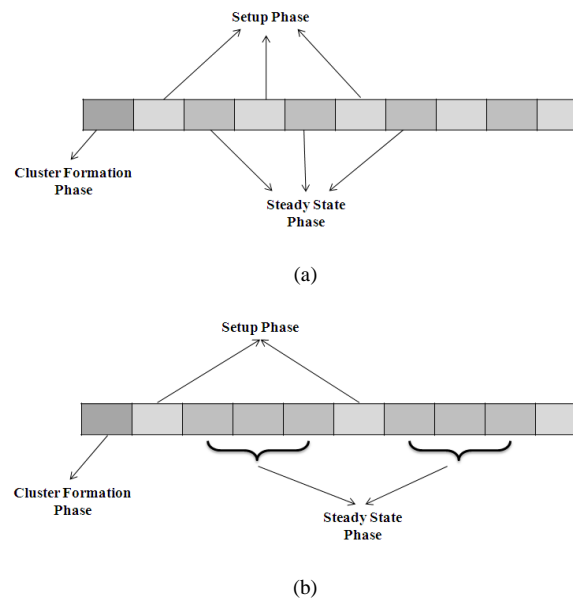 Setup Phase
Cluster Formation
Phase
Steady State
Phase
(a)
Setup Phase
Cluster Formation
Phase
Steady State
Phase
(b)